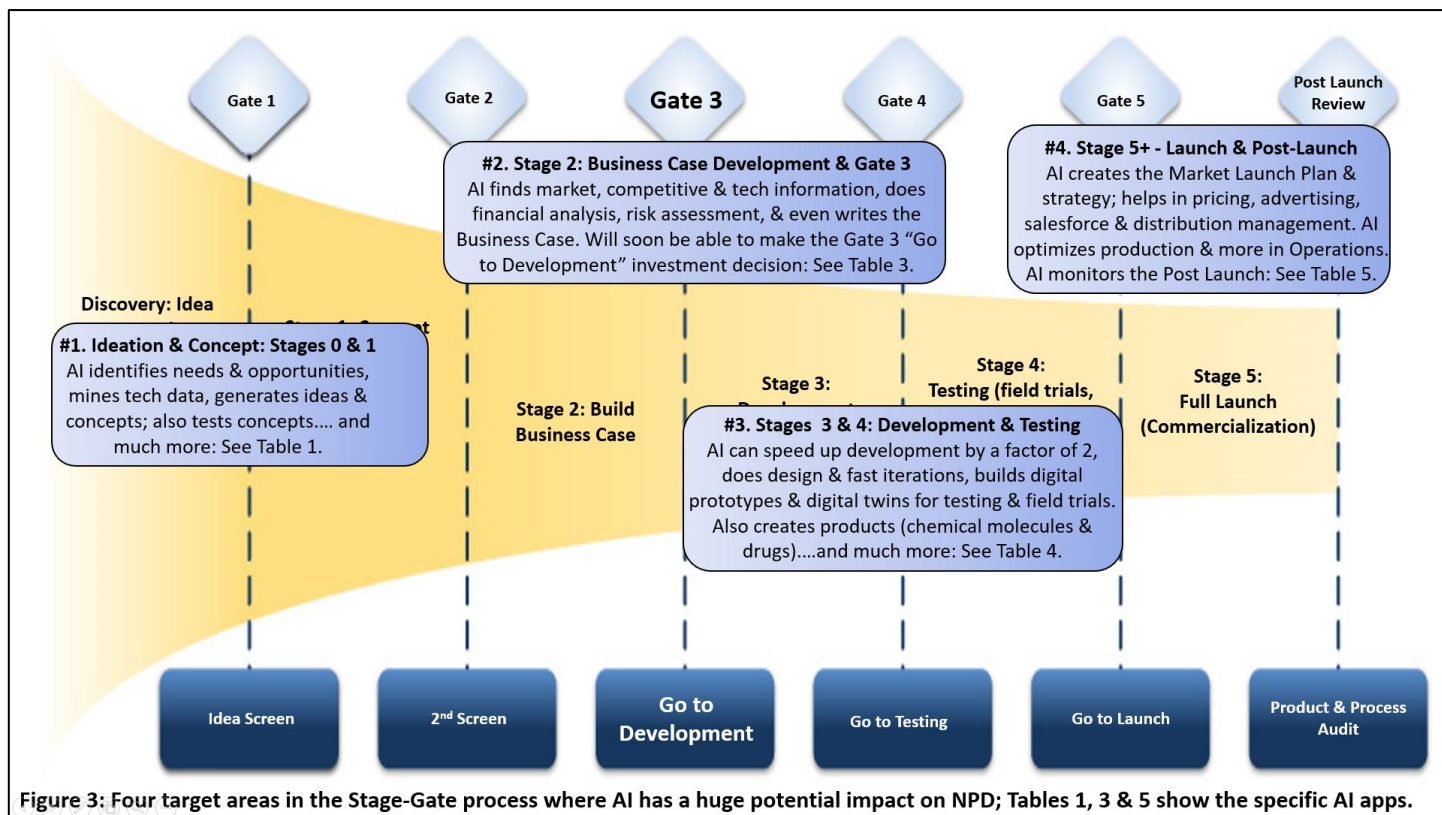 Gate 1
Gate 2
Gate 3
Gate 4
Gate 5
Post Launch
Review
#2. Stage 2: Business Case Development & Gate 3
AI finds market, competitive & tech information, does
financial analysis, risk assessment, & even writes the
Business Case. Will soon be able to make the Gate 3 “Go
to Development” investment decision: See Table 3.
#4. Stage 5+ - Launch & Post-Launch
AI creates the Market Launch Plan &
strategy; helps in pricing, advertising,
salesforce & distribution management. AI
optimizes production & more in Operations.
AI monitors the Post Launch: See Table 5.
Discovery: Idea
#1. Ideation & Concept: Stages 0 & 1
AI identifies needs & opportunities,
mines tech data, generates ideas &
concepts; also tests concepts.... and
much more: See Table 1.
Stage 2: Build
Business Case
Stage 3:
Stage 4:
Testing (field trials,
Stage 5:
Full Launch
(Commercialization)
#3. Stages 3 & 4: Development & Testing
AI can speed up development by a factor of 2,
does design & fast iterations, builds digital
prototypes & digital twins for testing & field trials.
Also creates products (chemical molecules &
drugs)....and much more: See Table 4.
Idea Screen
2nd Screen
Go to
Development
Go to Testing
Go to Launch
Product & Process
Audit
Figure 3: Four target areas in the Stage-Gate process where AI has a huge potential impact on NPD; Tables 1, 3 & 5 show the specific AI apps.